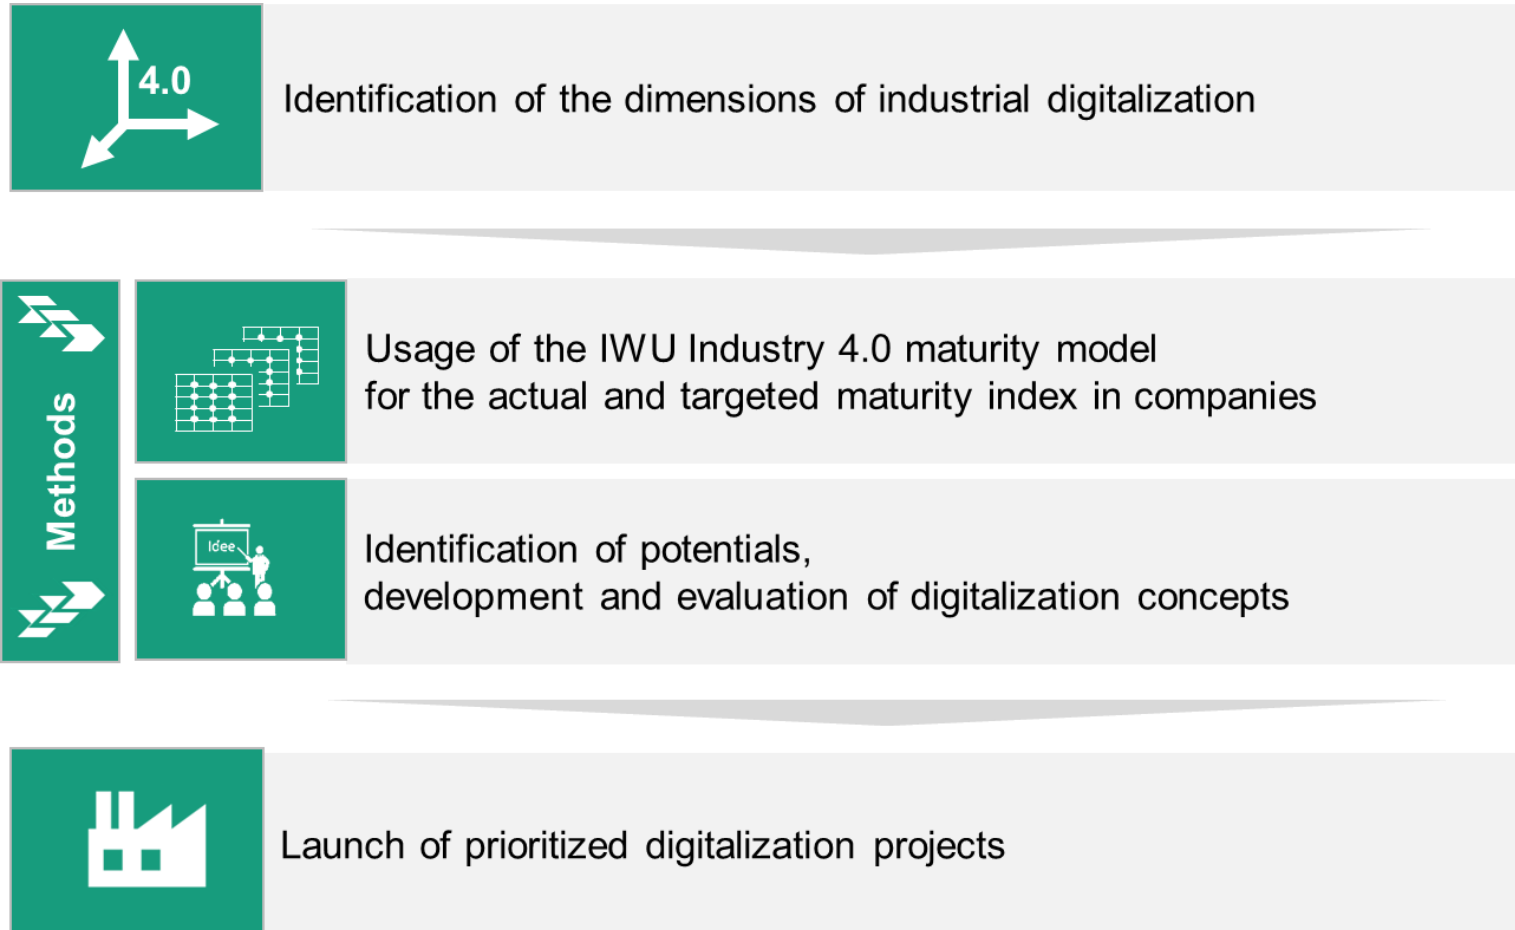 4.0
Identification of the dimensions of industrial digitalization
Methods
Usage of the IWU Industry 4.0 maturity model
for the actual and targeted maturity index in companies
Idee
Identification of potentials,
development and evaluation of digitalization concepts
Launch of prioritized digitalization projects